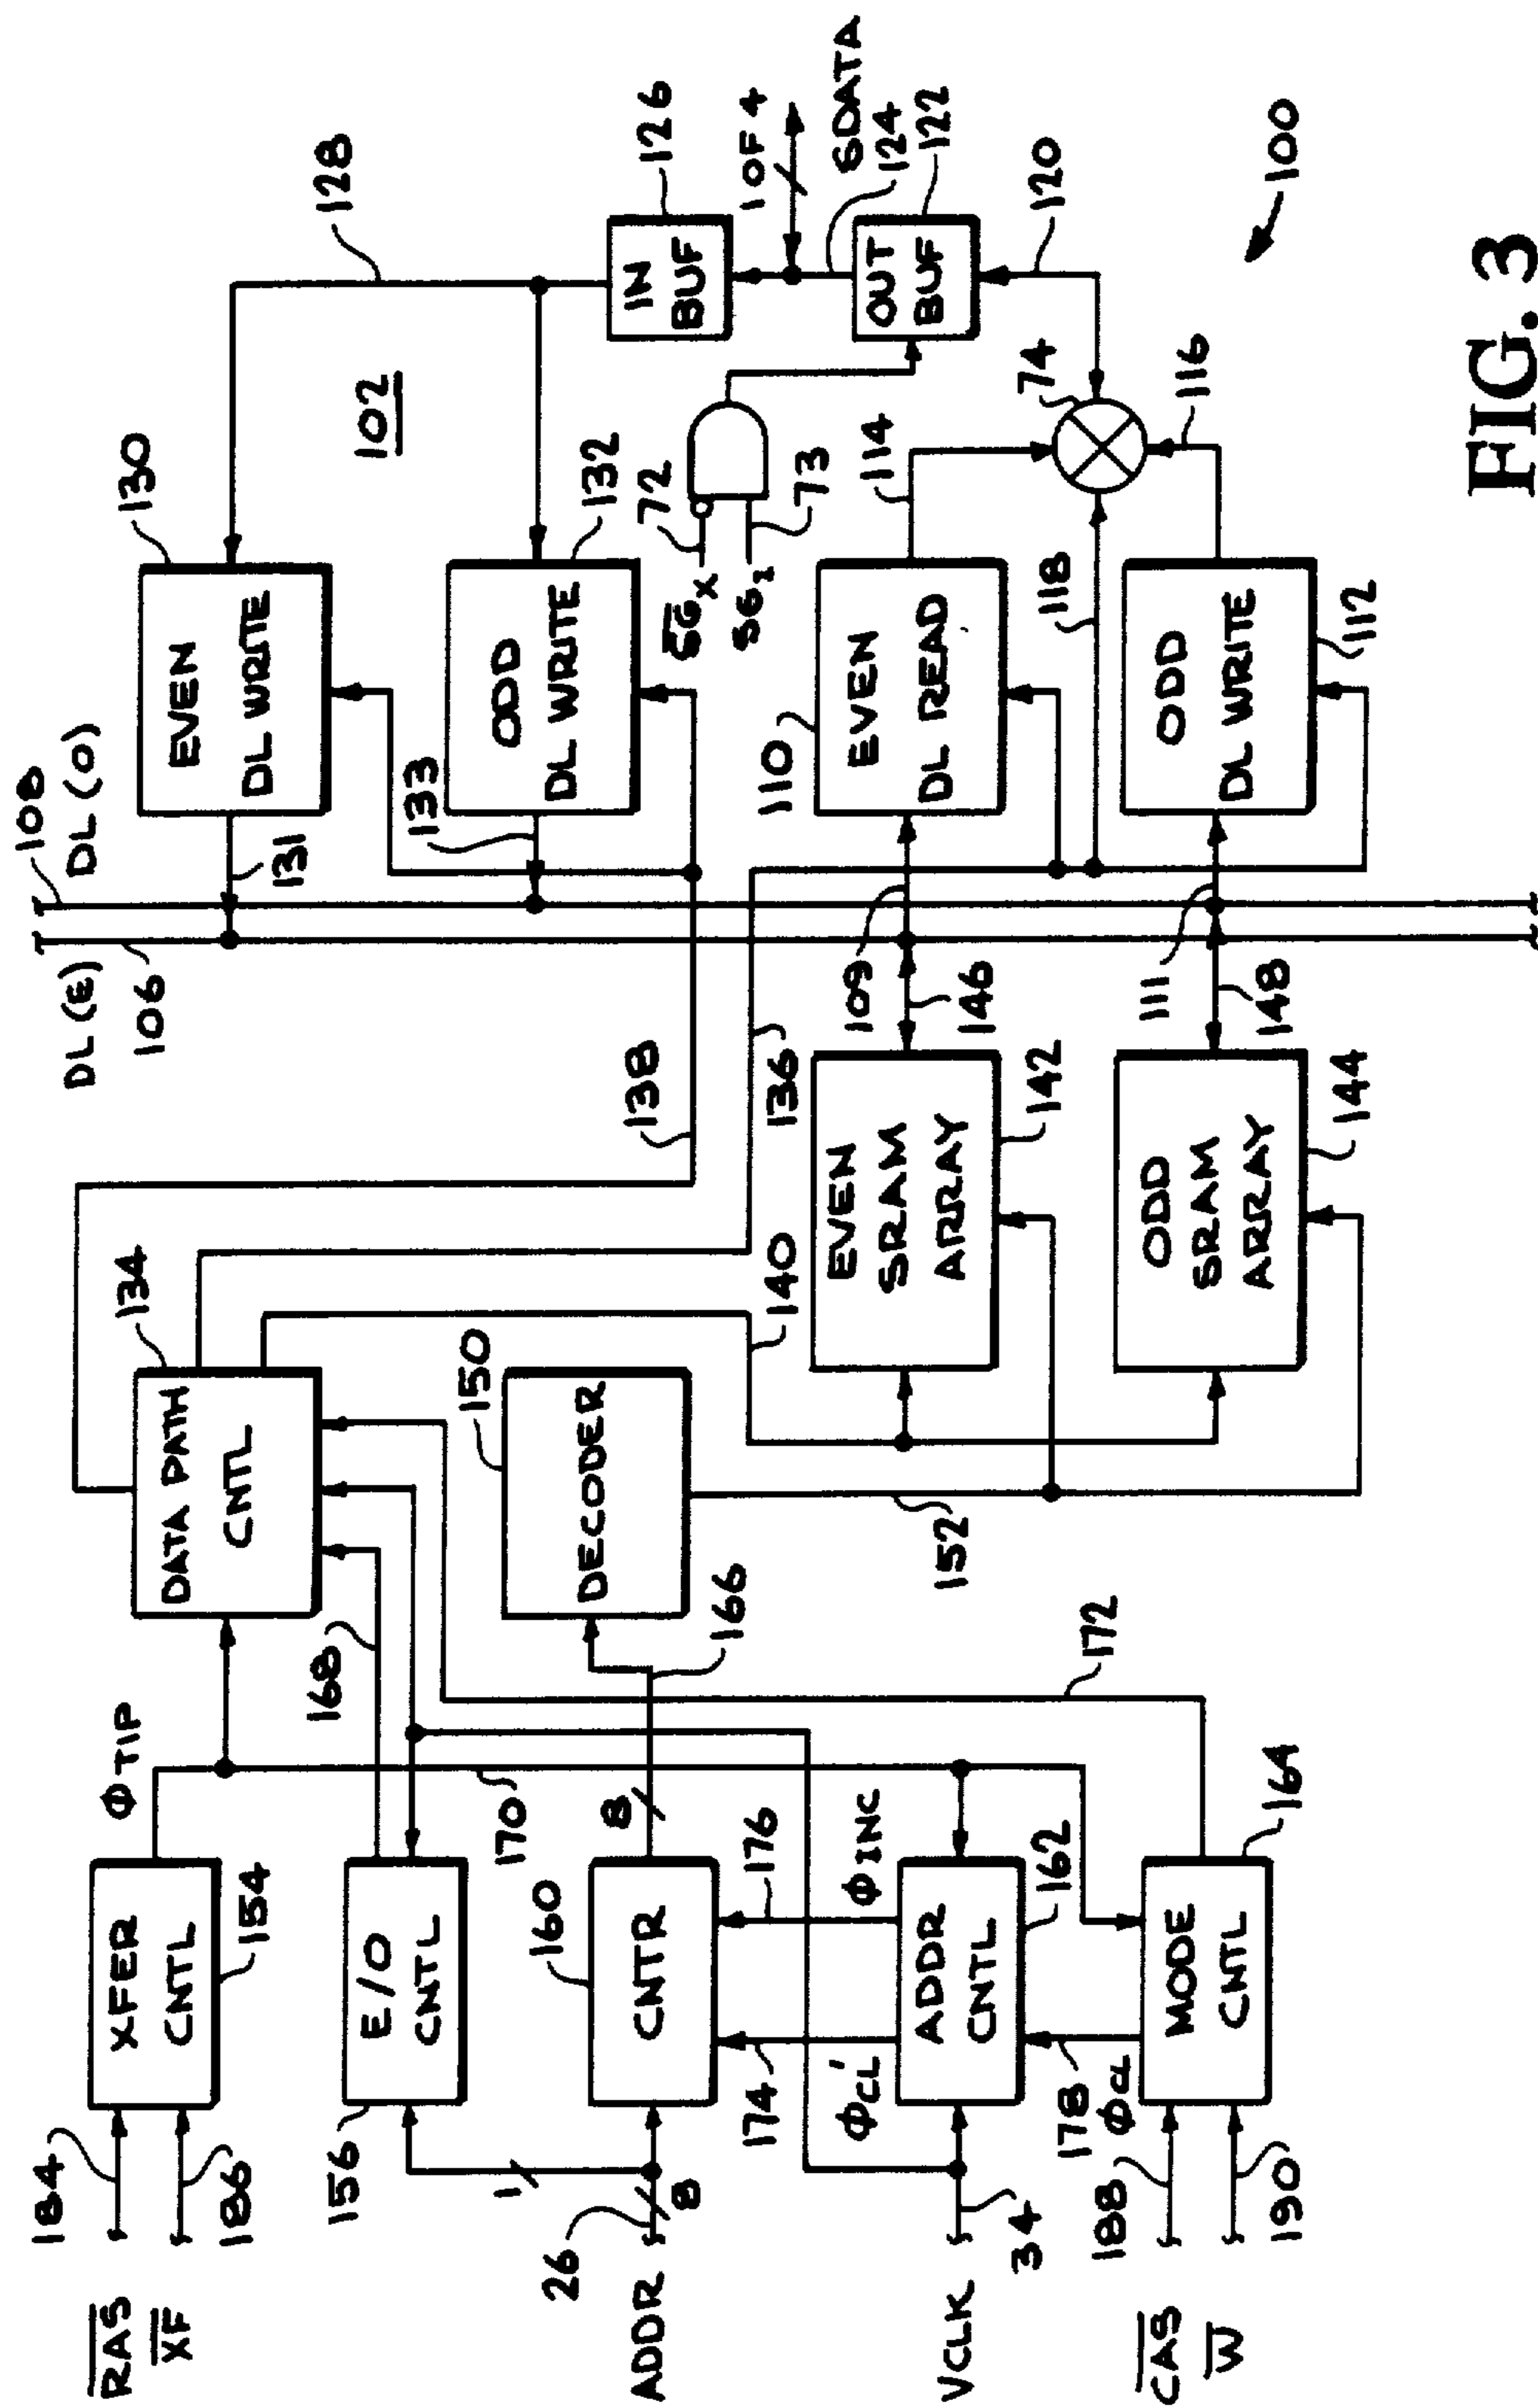 RAS
XF
184
186
XFER
CNTL
154
ΦTIP
168
170
DATA PATH
CNTL
134
138
136
140
DL (E)
106
108
DL (O)
131
133
EVEN
DL WRITE
130
ODD
DL WRITE
132
102
128
IN
BUF
126
1 OF 4
SDATA
124
OUT
BUF
122
120
ADDR
26
8
1
156
E/O
CNTL
160
CNTR
8
166
DECODER
150
152
174
176
ΦCL'
ΦINC
VCLK
34
ADDR
CNTL
162
178
ΦCL
CAS
W
188
190
MODE
CNTL
164
172
EVEN
SRAM
ARRAY
142
ODD
SRAM
ARRAY
144
109
146
111
148
110
EVEN
DL READ
ODD
DL WRITE
112
114
116
118
74
72
73
100
FIG. 3